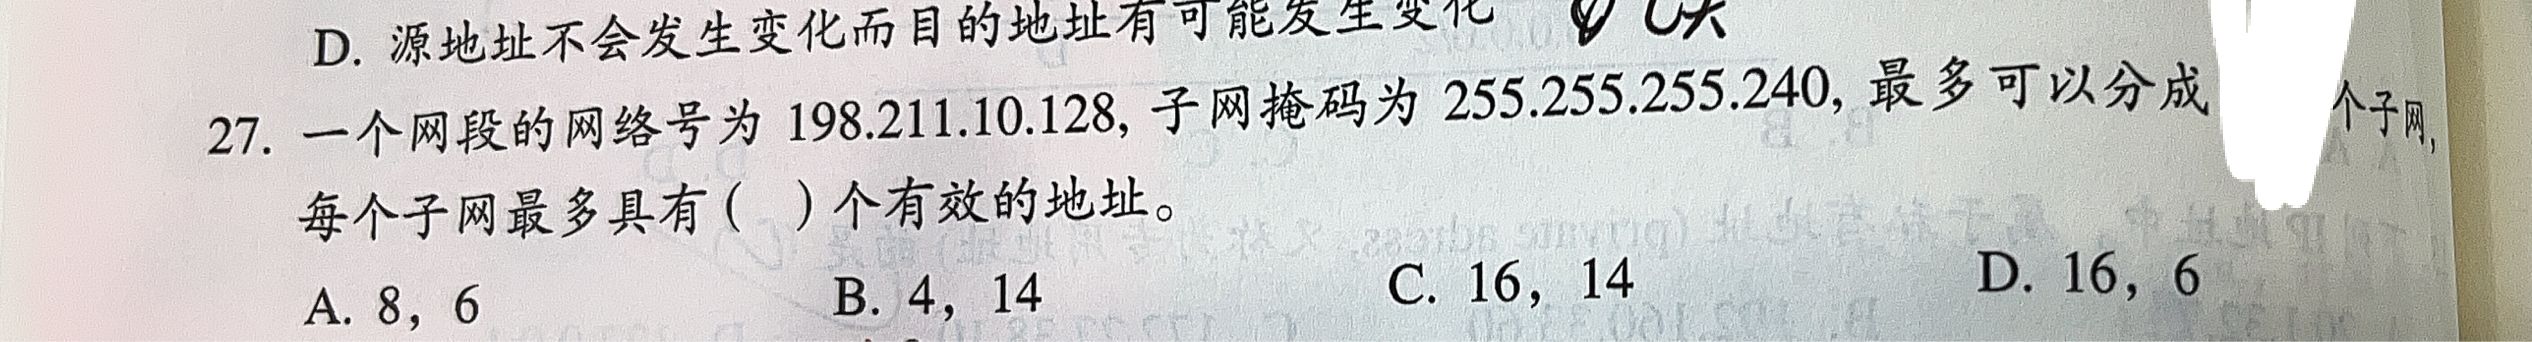 D. 源地址不会发生变化而目的地址有可能发生变化
27. 一个网段的网络号为 198.211.10.128, 子网掩码为 255.255.255.240, 最多可以分成 个子网,
每个子网最多具有( )个有效的地址。
A. 8, 6 B. 4, 14 C. 16, 14 D. 16, 6